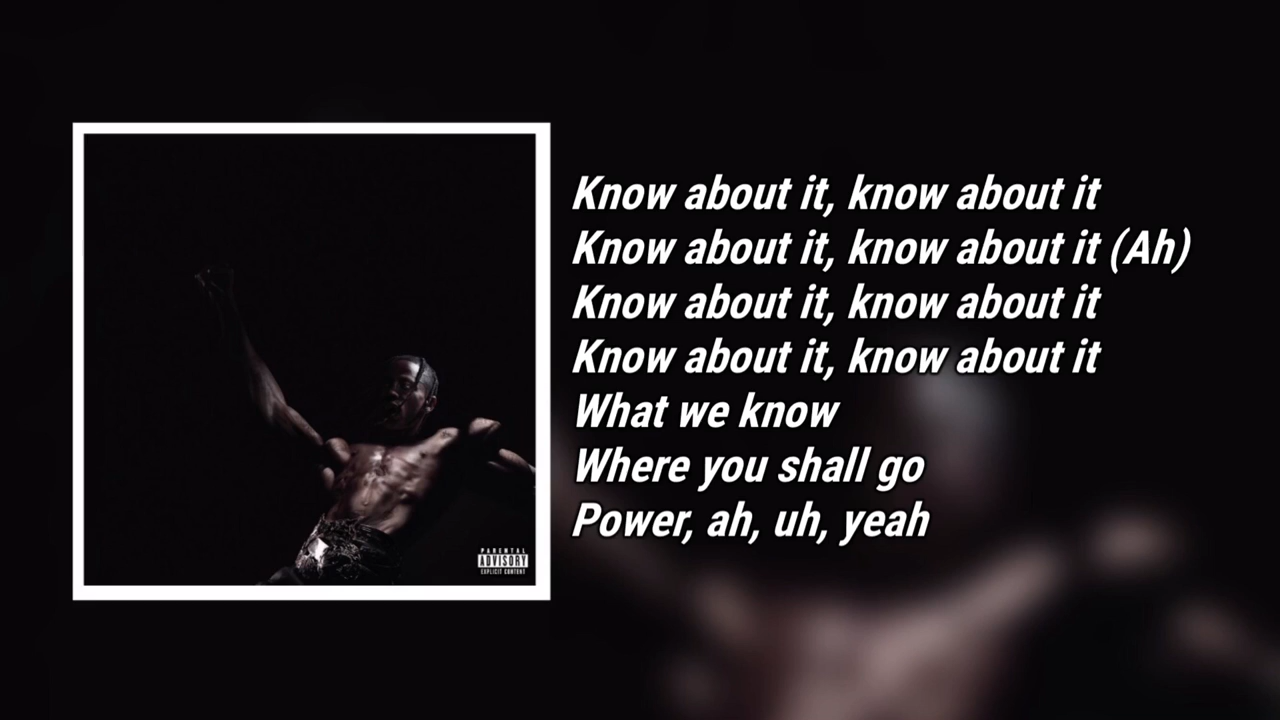 Know about it, know about it
Know about it, know about it (Ah)
Know about it, know about it
Know about it, know about it
What we know
Where you shall go
Power, ah, uh, yeah
PARENTAL
ADVISORY
EXPLICIT CONTENT